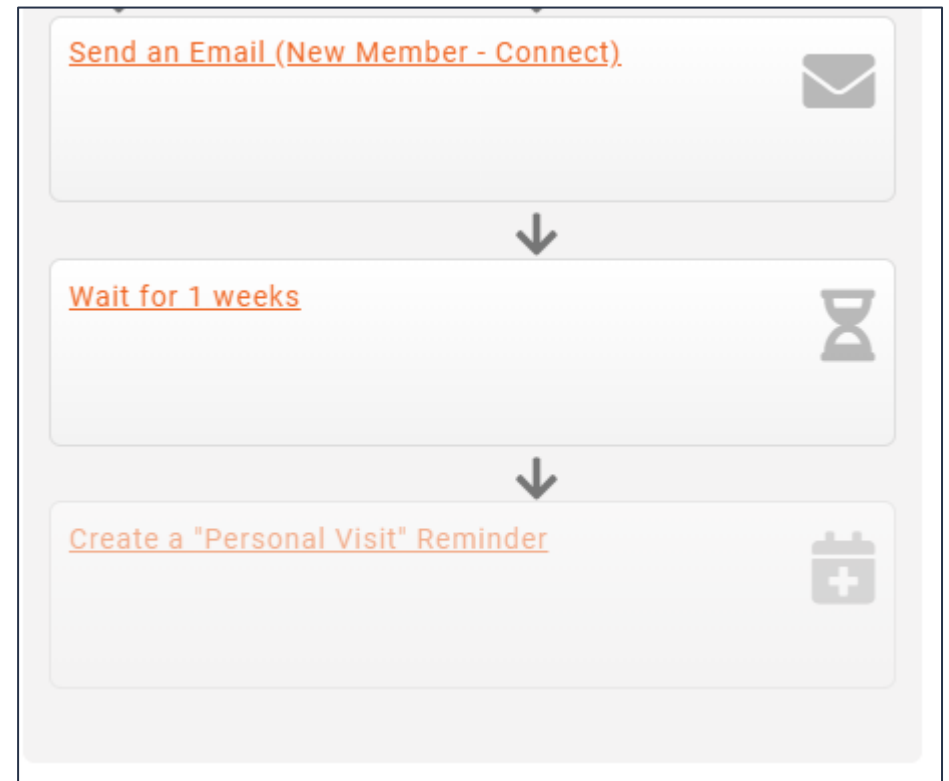 Send an Email (New Member - Connect)
Wait for 1 weeks
Create a "Personal Visit" Reminder